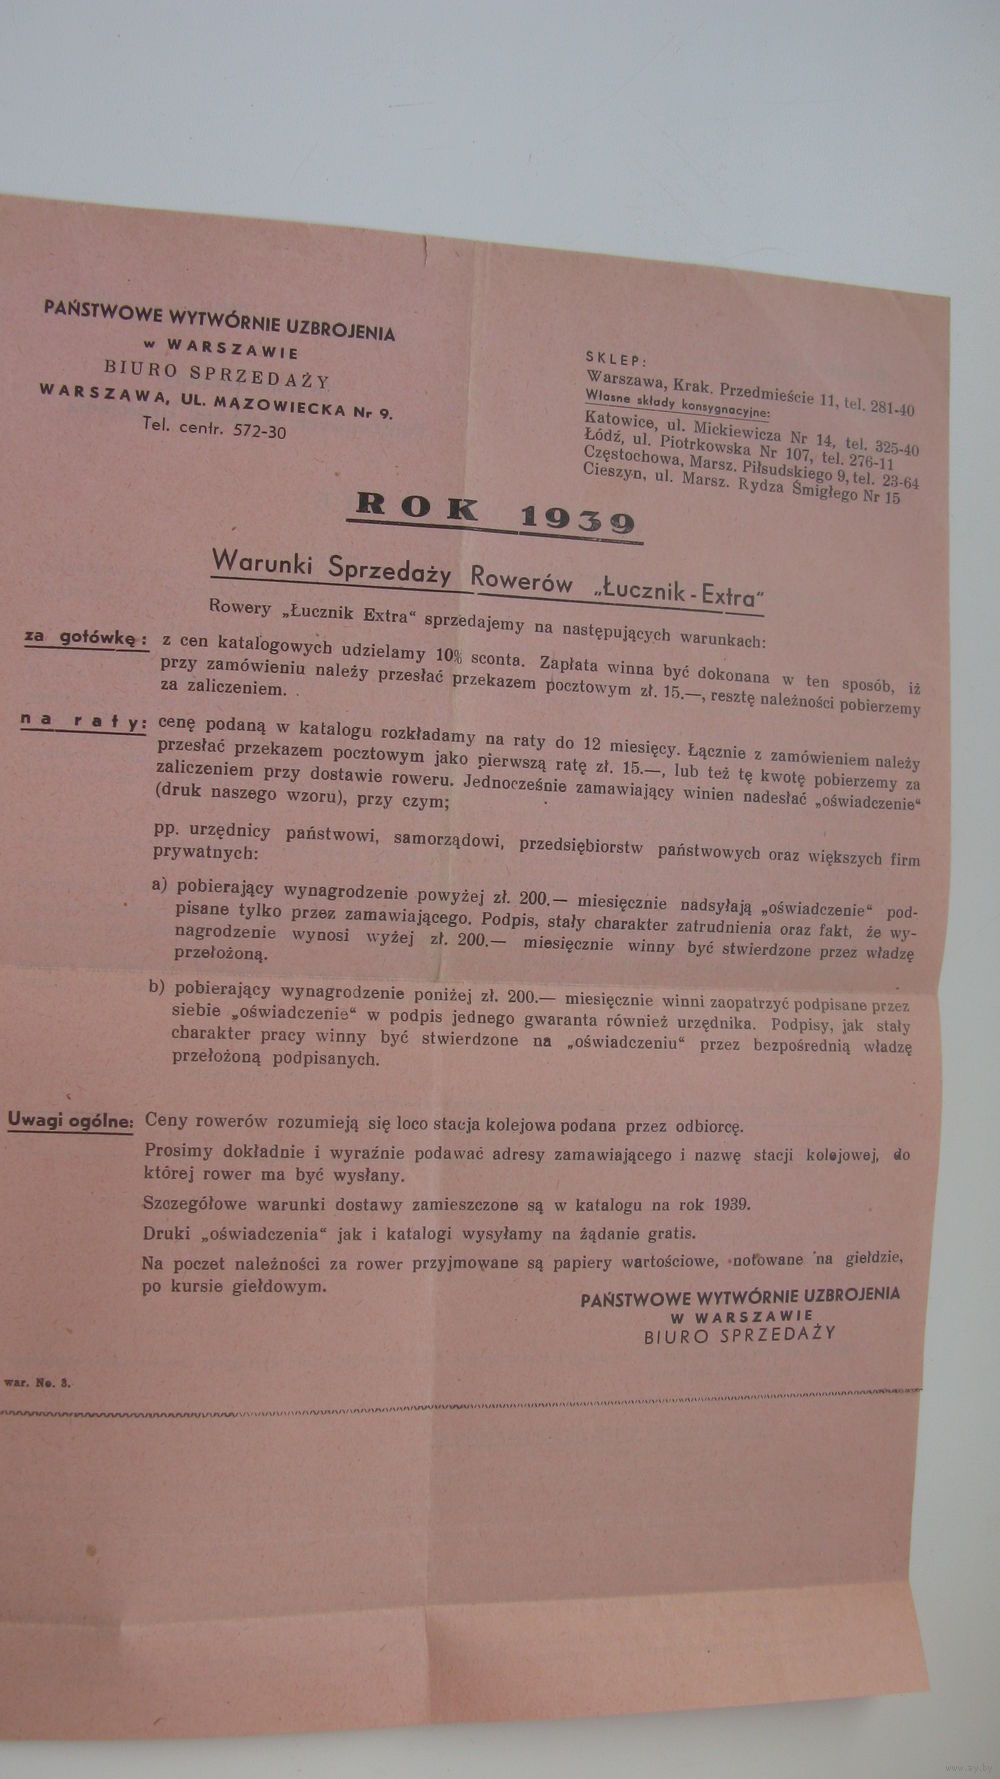 PAŃSTWOWE WYTWÓRNIE UZBROJENIA
w WARSZAWIE
BIURO SPRZEDAŻY
WARSZAWA, UL. MAZOWIECKA Nr 9.
Tel. centr. 572-30
SKLEP:
Warszawa, Krak. Przedmieście 11, tel. 281-40
Własne składy konsygnacyjne:
Katowice, ul. Mickiewicza Nr 14, tel. 325-40
Łódź, ul. Piotrkowska Nr 107, tel. 276-11
Częstochowa, Marsz. Piłsudskiego 9, tel. 23-64
Cieszyn, ul. Marsz. Rydza Śmigłego Nr 15
ROK 1939
Warunki Sprzedaży Rowerów „Łucznik-Extra“
Rowery „Łucznik Extra“ sprzedajemy na następujących warunkach:
za gotówkę: z cen katalogowych udzielamy 10% sconta. Zapłata winna być dokonana w ten sposób, iż
przy zamówieniu należy przesłać przekazem pocztowym zł. 15.—, resztę należności pobierzemy
za zaliczeniem.
na raty: cenę podaną w katalogu rozkładamy na raty do 12 miesięcy. Łącznie z zamówieniem należy
przesłać przekazem pocztowym jako pierwszą ratę zł. 15.—, lub też tę kwotę pobierzemy za
zaliczeniem przy dostawie roweru. Jednocześnie zamawiający winien nadesłać „oświadczenie“
(druk naszego wzoru), przy czym;
pp. urzędnicy państwowi, samorządowi, przedsiębiorstw państwowych oraz większych firm
prywatnych:
a) pobierający wynagrodzenie powyżej zł. 200.— miesięcznie nadsyłają „oświadczenie“ pod-
pisane tylko przez zamawiającego. Podpis, stały charakter zatrudnienia oraz fakt, że wy-
nagrodzenie wynosi wyżej zł. 200.— miesięcznie winny być stwierdzone przez władzę
przełożoną.
b) pobierający wynagrodzenie poniżej zł. 200.— miesięcznie winni zaopatrzyć podpisane przez
siebie „oświadczenie“ w podpis jednego gwaranta również urzędnika. Podpisy, jak stały
charakter pracy winny być stwierdzone na „oświadczeniu“ przez bezpośrednią władzę
przełożoną podpisanych.
Uwagi ogólne: Ceny rowerów rozumieją się loco stacja kolejowa podana przez odbiorcę.
Prosimy dokładnie i wyraźnie podawać adresy zamawiającego i nazwę stacji kolejowej, do
której rower ma być wysłany.
Szczegółowe warunki dostawy zamieszczone są w katalogu na rok 1939.
Druki „oświadczenia“ jak i katalogi wysyłamy na żądanie gratis.
Na poczet należności za rower przyjmowane są papiery wartościowe, notowane na giełdzie,
po kursie giełdowym.
PAŃSTWOWE WYTWÓRNIE UZBROJENIA
W WARSZAWIE
BIURO SPRZEDAŻY
war. No. 3.
www.ay.by